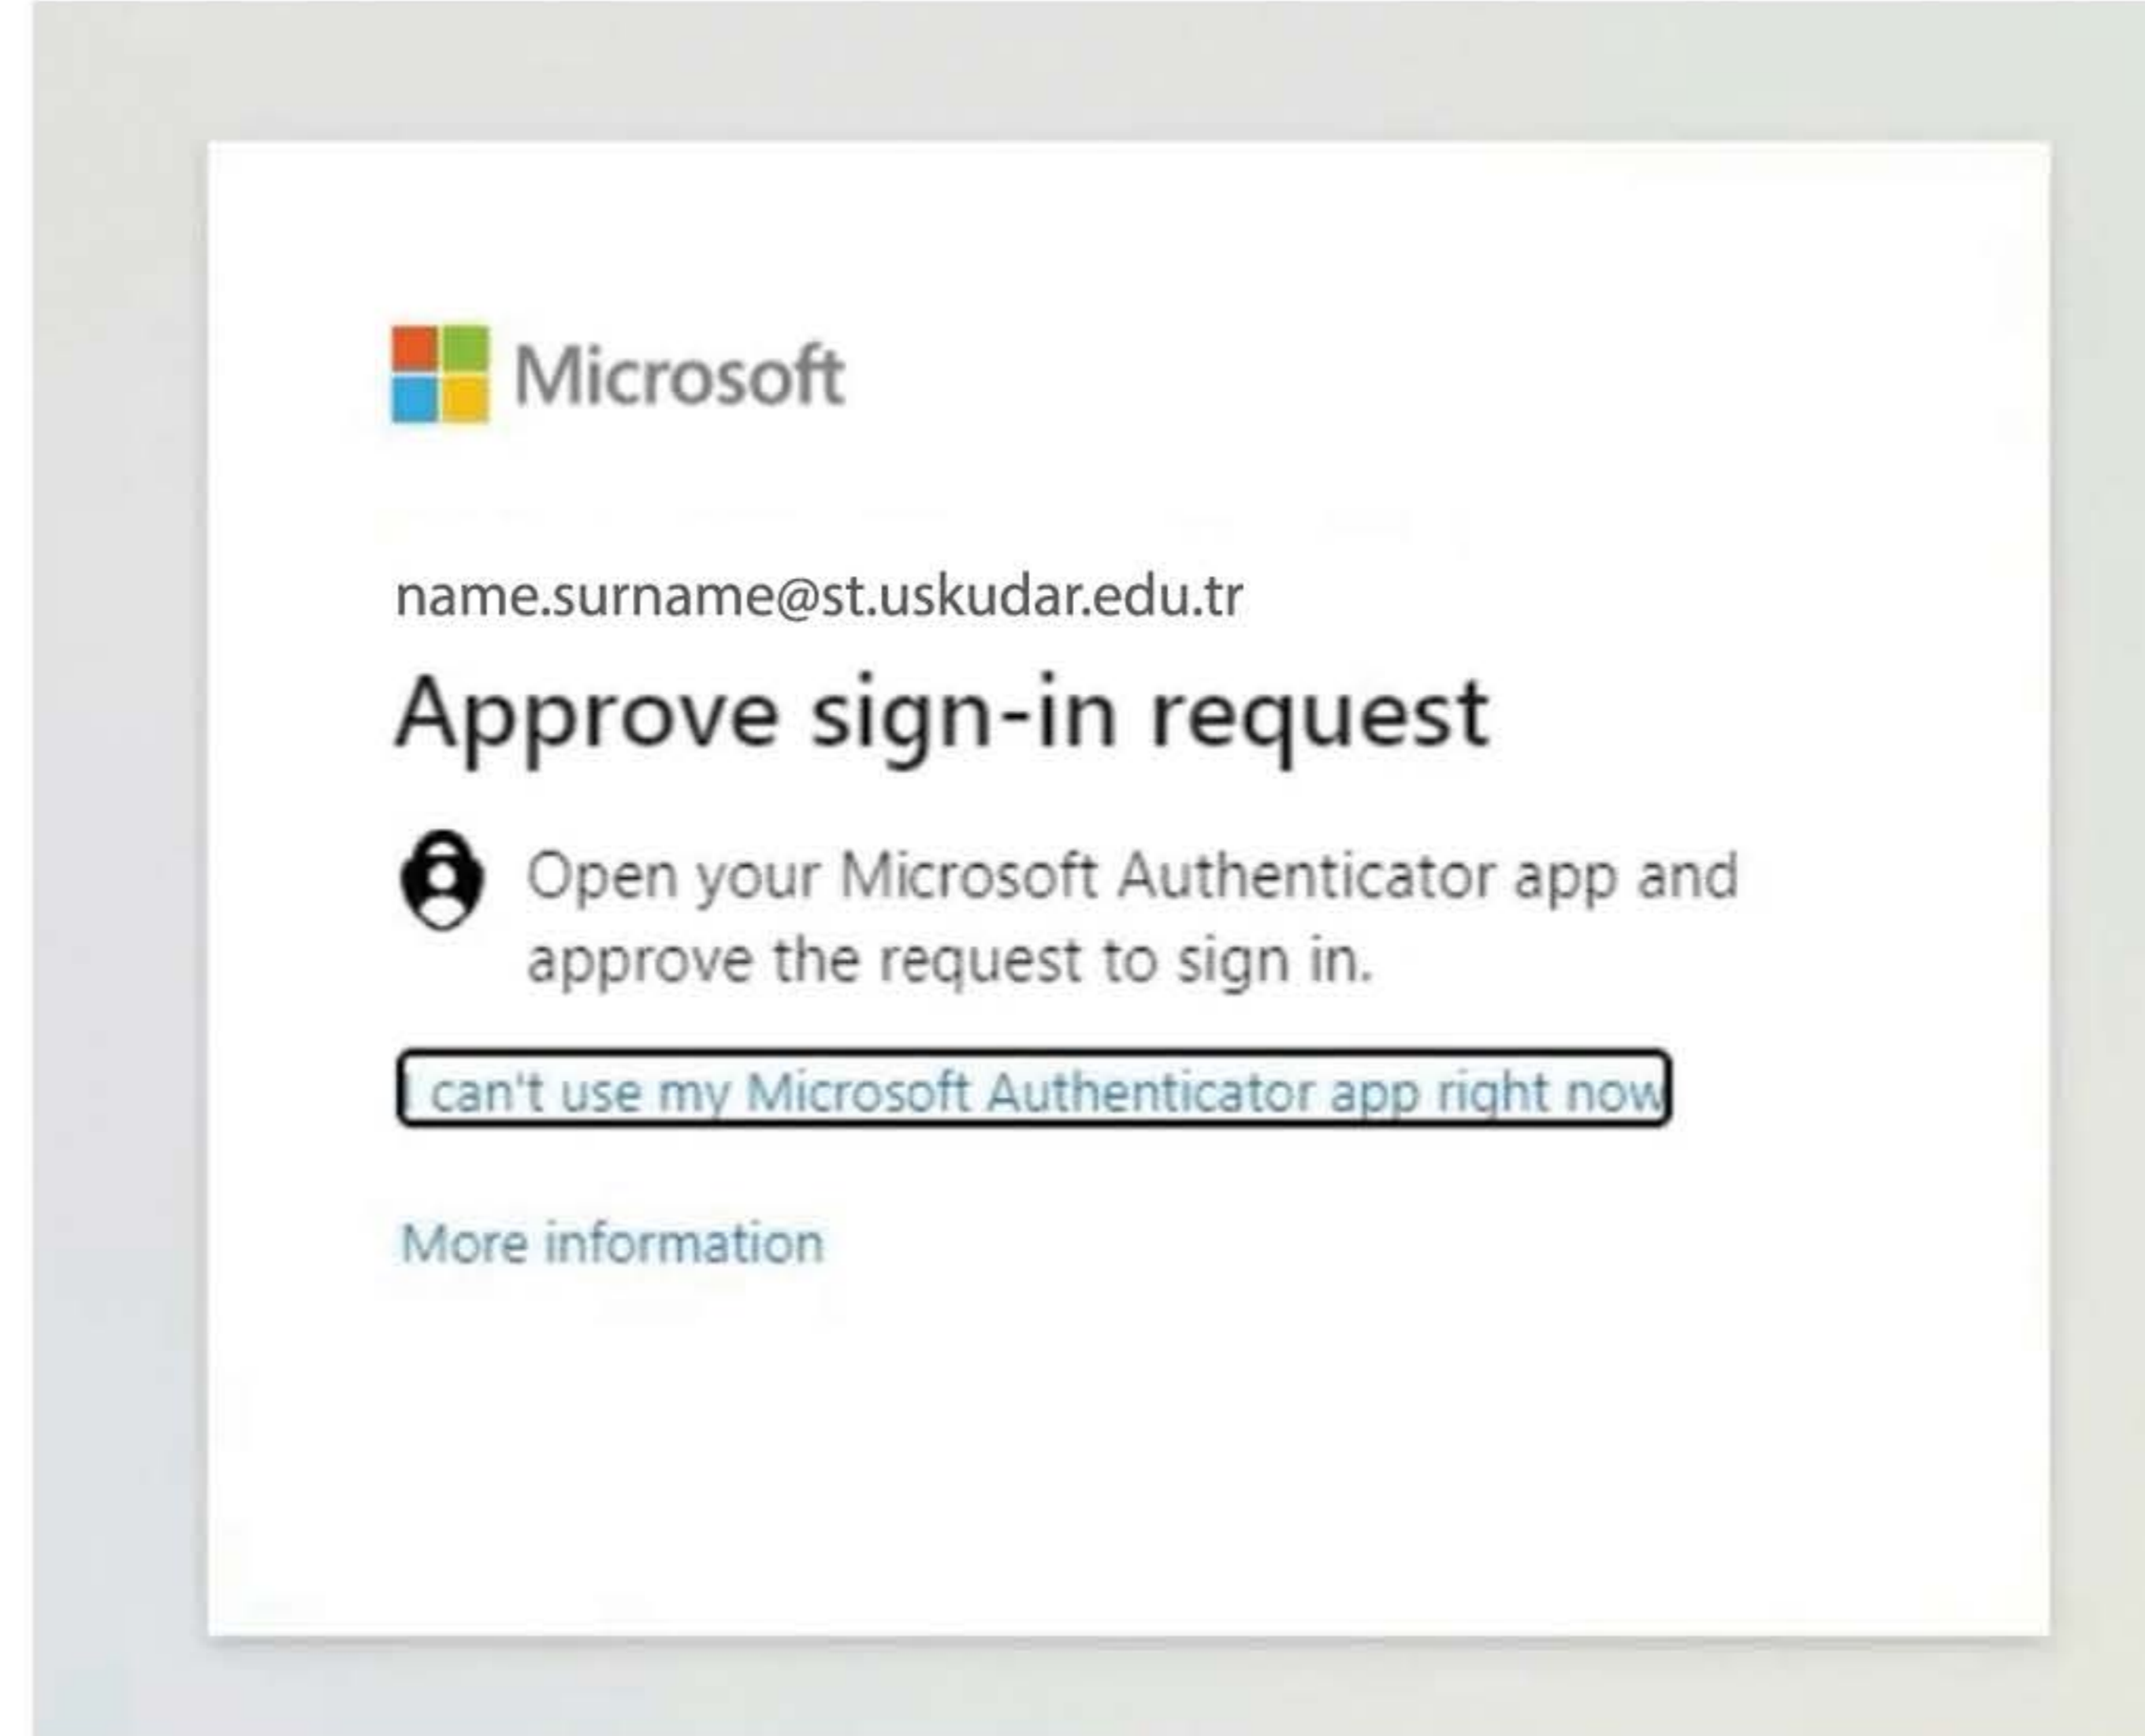 Microsoft
name.surname@st.uskudar.edu.tr
Approve sign-in request
Open your Microsoft Authenticator app and
approve the request to sign in.
I can't use my Microsoft Authenticator app right now
More information